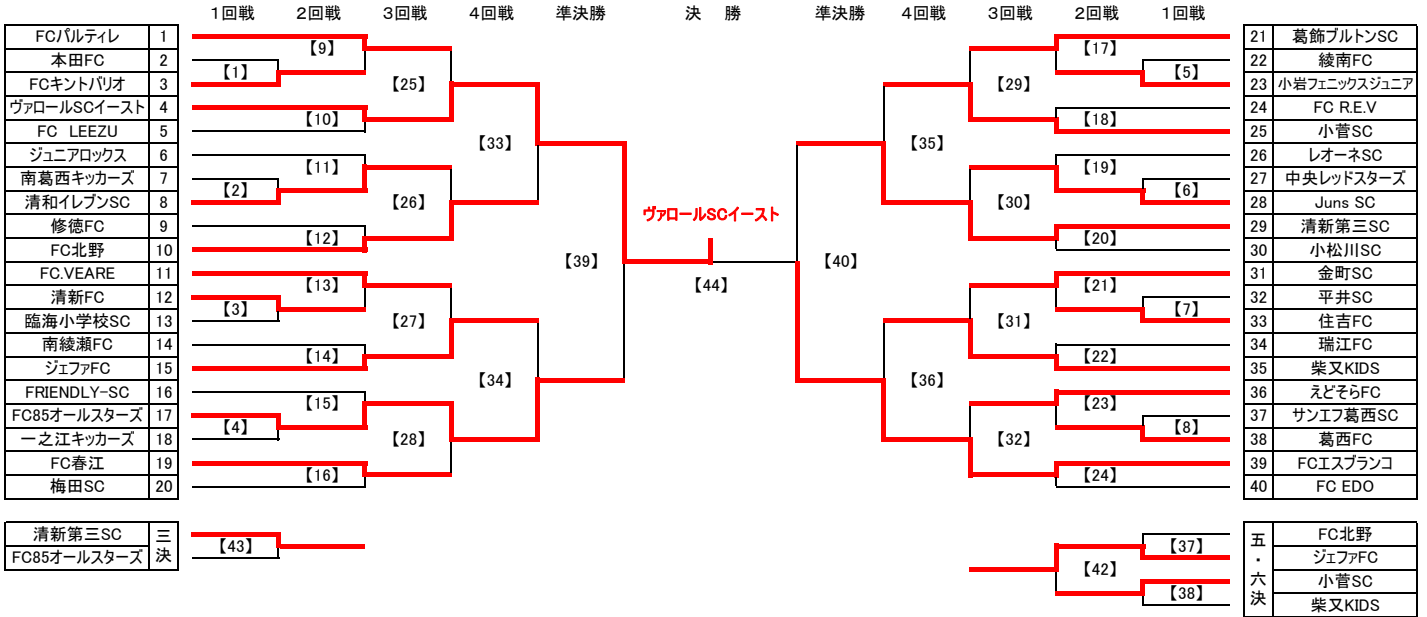 1回戦 2回戦 3回戦 4回戦 準決勝 決 勝 準決勝 4回戦 3回戦 2回戦 1回戦
FCパルティレ 1
本田FC 2
FCキントバリオ 3
ヴァロールSCイースト 4
FC LEEZU 5
ジュニアロックス 6
南葛西キッカーズ 7
清和イレブンSC 8
修徳FC 9
FC北野 10
FC.VEARE 11
清新FC 12
臨海小学校SC 13
南綾瀬FC 14
ジェファFC 15
FRIENDLY-SC 16
FC85オールスターズ 17
一之江キッカーズ 18
FC春江 19
梅田SC 20
【1】
【2】
【3】
【4】
【9】
【10】
【11】
【12】
【13】
【14】
【15】
【16】
【25】
【26】
【27】
【28】
【33】
【34】
【39】
ヴァロールSCイースト
【44】
【40】
【35】
【36】
【29】
【30】
【31】
【32】
【17】
【18】
【19】
【20】
【21】
【22】
【23】
【24】
【5】
【6】
【7】
【8】
21 葛飾ブルトンSC
22 綾南FC
23 小岩フェニックスジュニア
24 FC R.E.V
25 小菅SC
26 レオーネSC
27 中央レッドスターズ
28 Juns SC
29 清新第三SC
30 小松川SC
31 金町SC
32 平井SC
33 住吉FC
34 瑞江FC
35 柴又KIDS
36 えどそらFC
37 サンエフ葛西SC
38 葛西FC
39 FCエスブランコ
40 FC EDO
清新第三SC
FC85オールスターズ
三決
【43】
【42】
【37】
【38】
五・六決
FC北野
ジェファFC
小菅SC
柴又KIDS